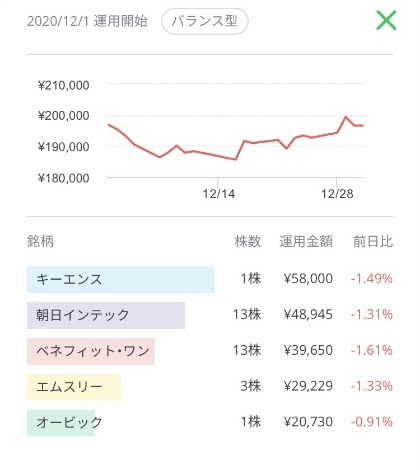 2020/12/1 運用開始 バランス型
¥210,000
¥200,000
¥190,000
¥180,000
12/14 12/28
銘柄 株数 運用金額 前日比
キーエンス 1株 ¥58,000 -1.49%
朝日インテック 13株 ¥48,945 -1.31%
ベネフィット・ワン 13株 ¥39,650 -1.61%
エムスリー 3株 ¥29,229 -1.33%
オービック 1株 ¥20,730 -0.91%